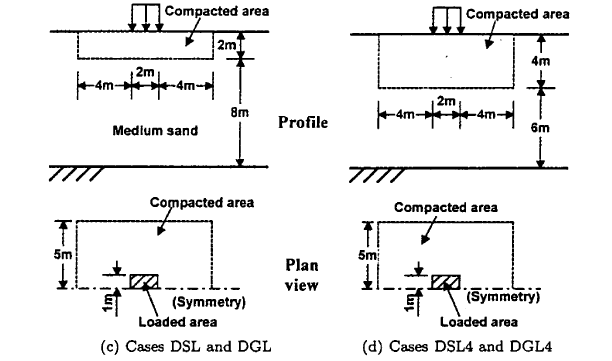 Compacted area
2m
2m
4m
4m
8m
Medium sand
Compacted area
4m
2m
4m
4m
6m
Profile
Compacted area
5m
1m
(Symmetry)
Loaded area
Plan
view
Compacted area
5m
1m
(Symmetry)
Loaded area
(c) Cases DSL and DGL
(d) Cases DSL4 and DGL4